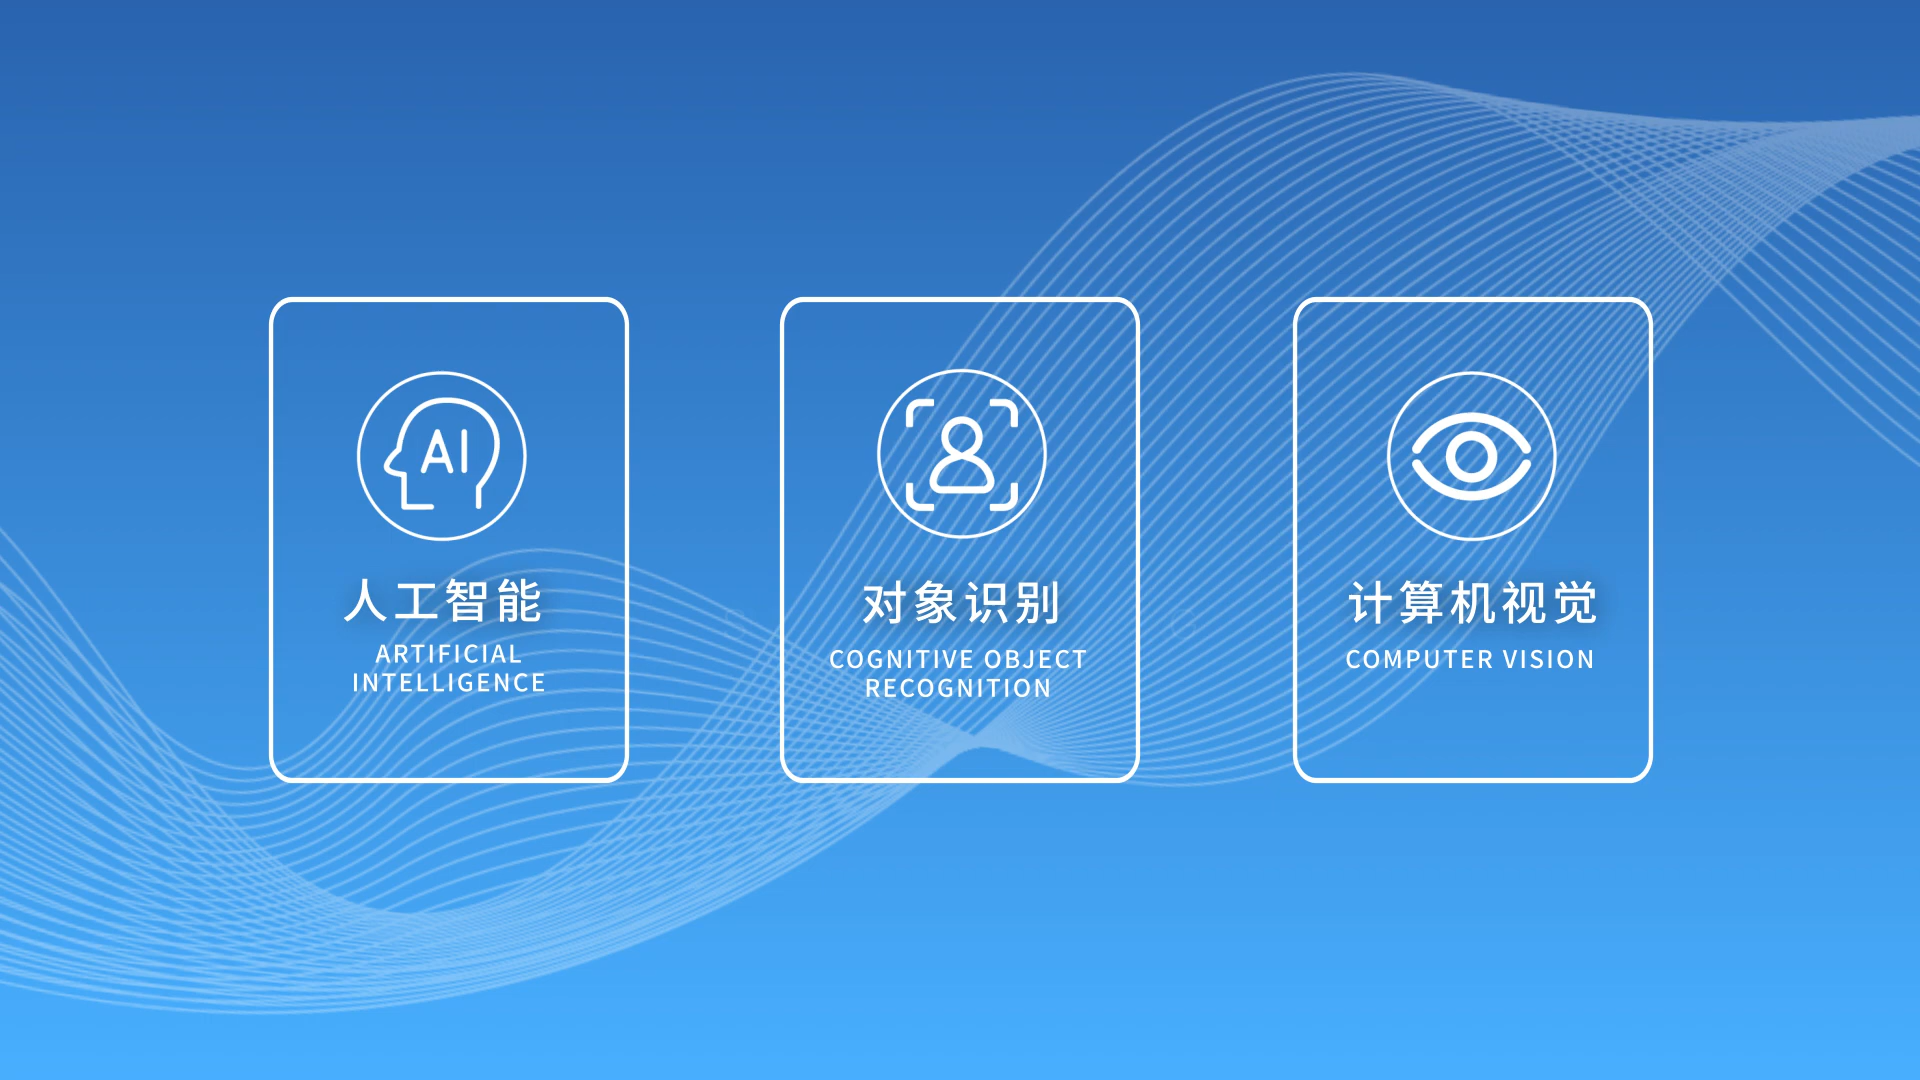 AI
人工智能
ARTIFICIAL
INTELLIGENCE
对象识别
COGNITIVE OBJECT
RECOGNITION
计算机视觉
COMPUTER VISION